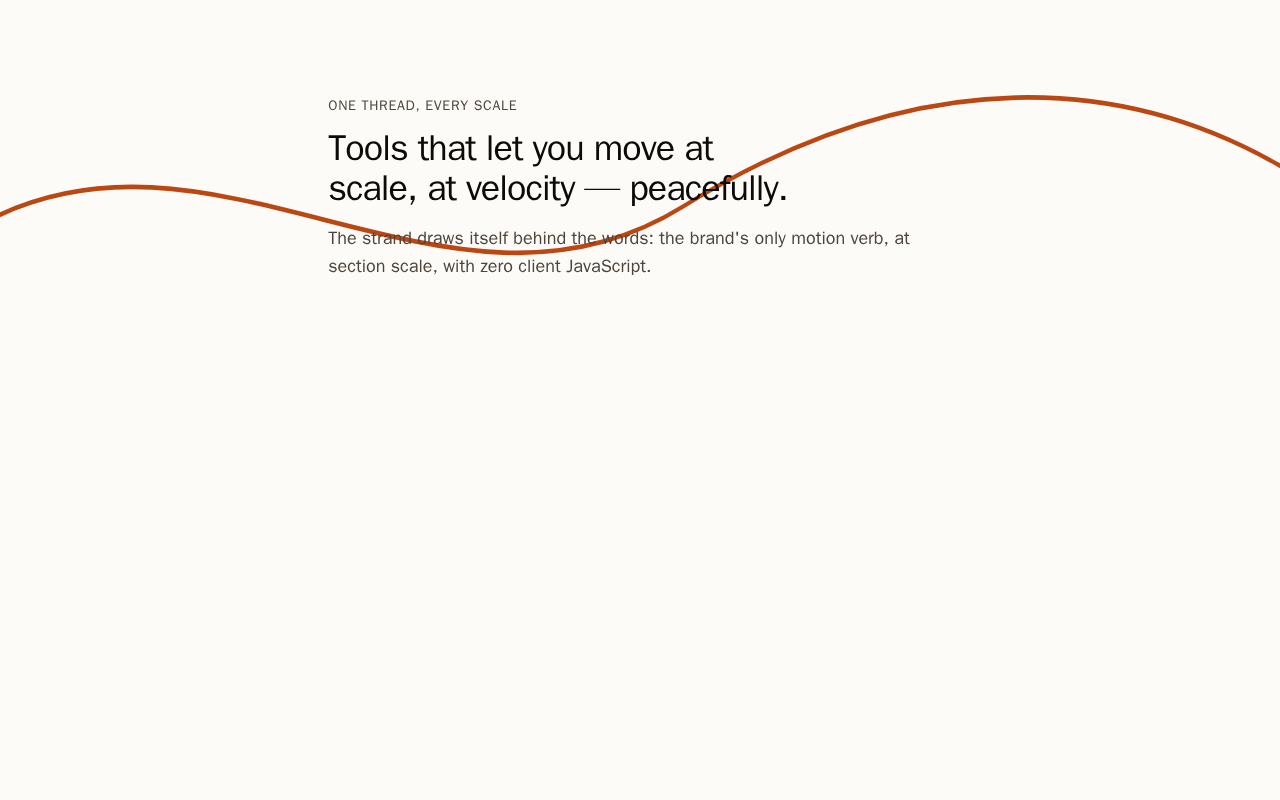 ONE THREAD, EVERY SCALE
Tools that let you move at
scale, at velocity — peacefully.
The strand draws itself behind the words: the brand's only motion verb, at
section scale, with zero client JavaScript.